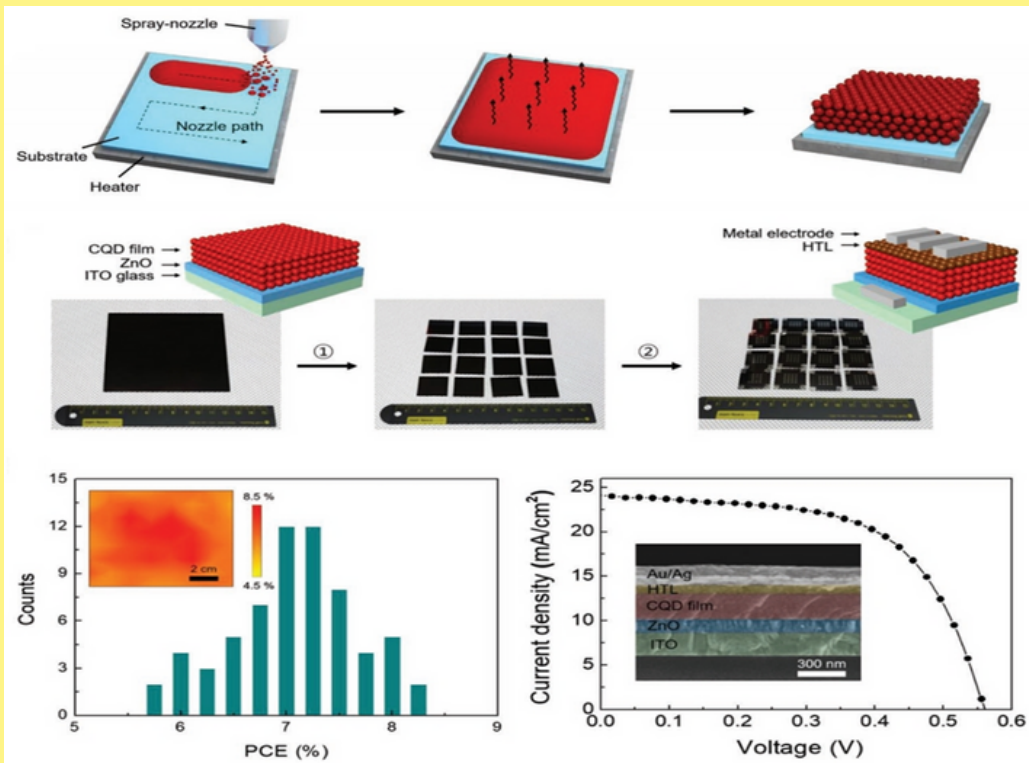 Spray-nozzle
Nozzle path
Substrate
Heater
CQD film
ZnO
ITO glass
Metal electrode
HTL
①
②
15
12
9
6
3
0
Counts
8.5 %
4.5 %
2 cm
5 6 7 8 9
PCE (%)
25
20
15
10
5
0
Current density (mA/cm²)
Au/Ag
HTL
CQD film
ZnO
ITO
300 nm
0.0 0.1 0.2 0.3 0.4 0.5 0.6
Voltage (V)